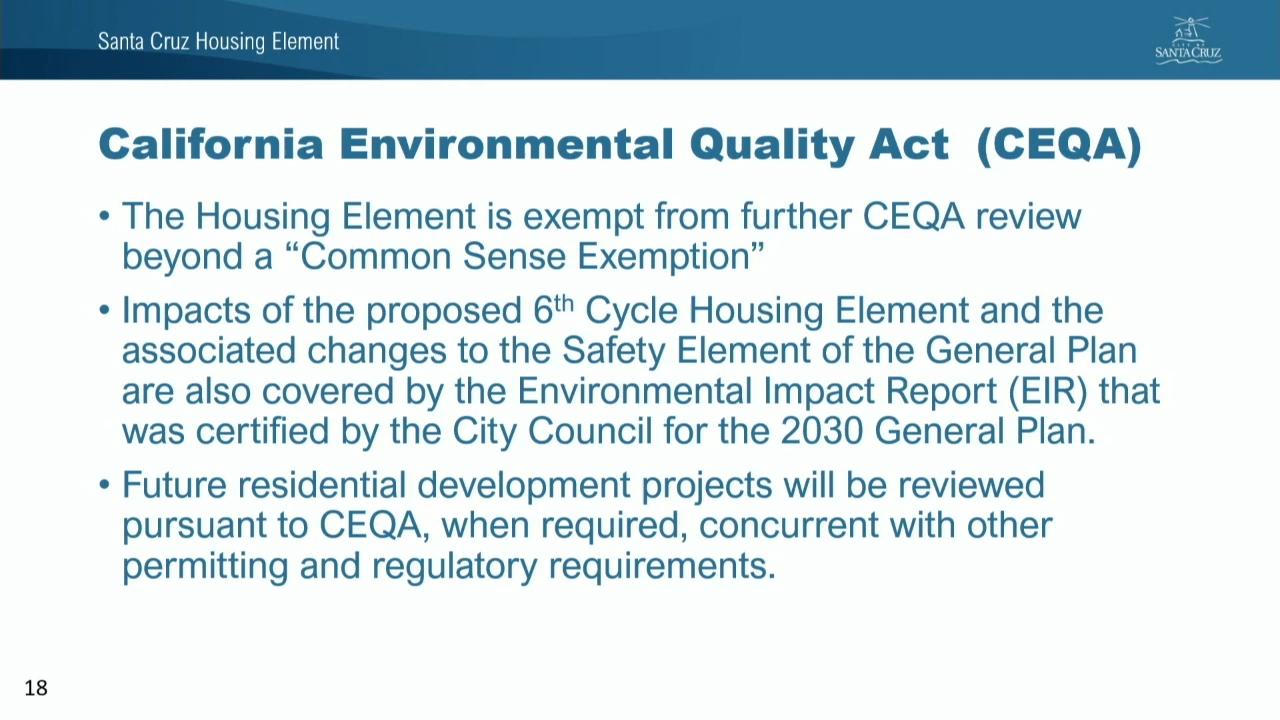 Santa Cruz Housing Element
CITY OF
SANTA CRUZ
California Environmental Quality Act (CEQA)
• The Housing Element is exempt from further CEQA review
beyond a “Common Sense Exemption”
• Impacts of the proposed 6th Cycle Housing Element and the
associated changes to the Safety Element of the General Plan
are also covered by the Environmental Impact Report (EIR) that
was certified by the City Council for the 2030 General Plan.
• Future residential development projects will be reviewed
pursuant to CEQA, when required, concurrent with other
permitting and regulatory requirements.
18